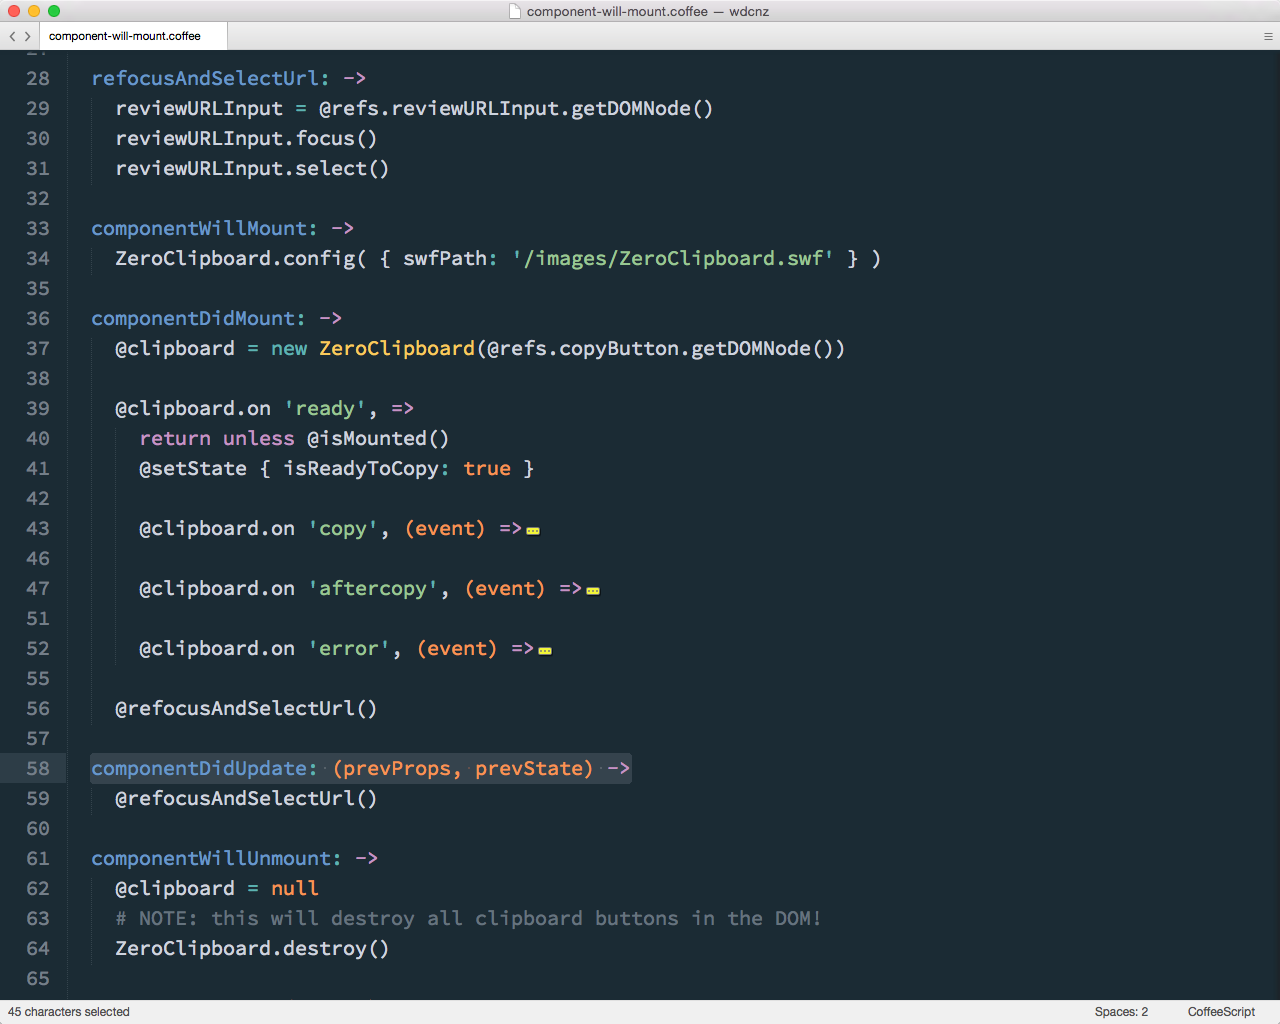 component-will-mount.coffee — wdcnz
component-will-mount.coffee
28 refocusAndSelectUrl: ->
29 reviewURLInput = @refs.reviewURLInput.getDOMNode()
30 reviewURLInput.focus()
31 reviewURLInput.select()
32
33 componentWillMount: ->
34 ZeroClipboard.config( { swfPath: '/images/ZeroClipboard.swf' } )
35
36 componentDidMount: ->
37 @clipboard = new ZeroClipboard(@refs.copyButton.getDOMNode())
38
39 @clipboard.on 'ready', =>
40 return unless @isMounted()
41 @setState { isReadyToCopy: true }
42
43 @clipboard.on 'copy', (event) =>
46
47 @clipboard.on 'aftercopy', (event) =>
51
52 @clipboard.on 'error', (event) =>
55
56 @refocusAndSelectUrl()
57
58 componentDidUpdate: (prevProps, prevState) ->
59 @refocusAndSelectUrl()
60
61 componentWillUnmount: ->
62 @clipboard = null
63 # NOTE: this will destroy all clipboard buttons in the DOM!
64 ZeroClipboard.destroy()
65
45 characters selected
Spaces: 2
CoffeeScript